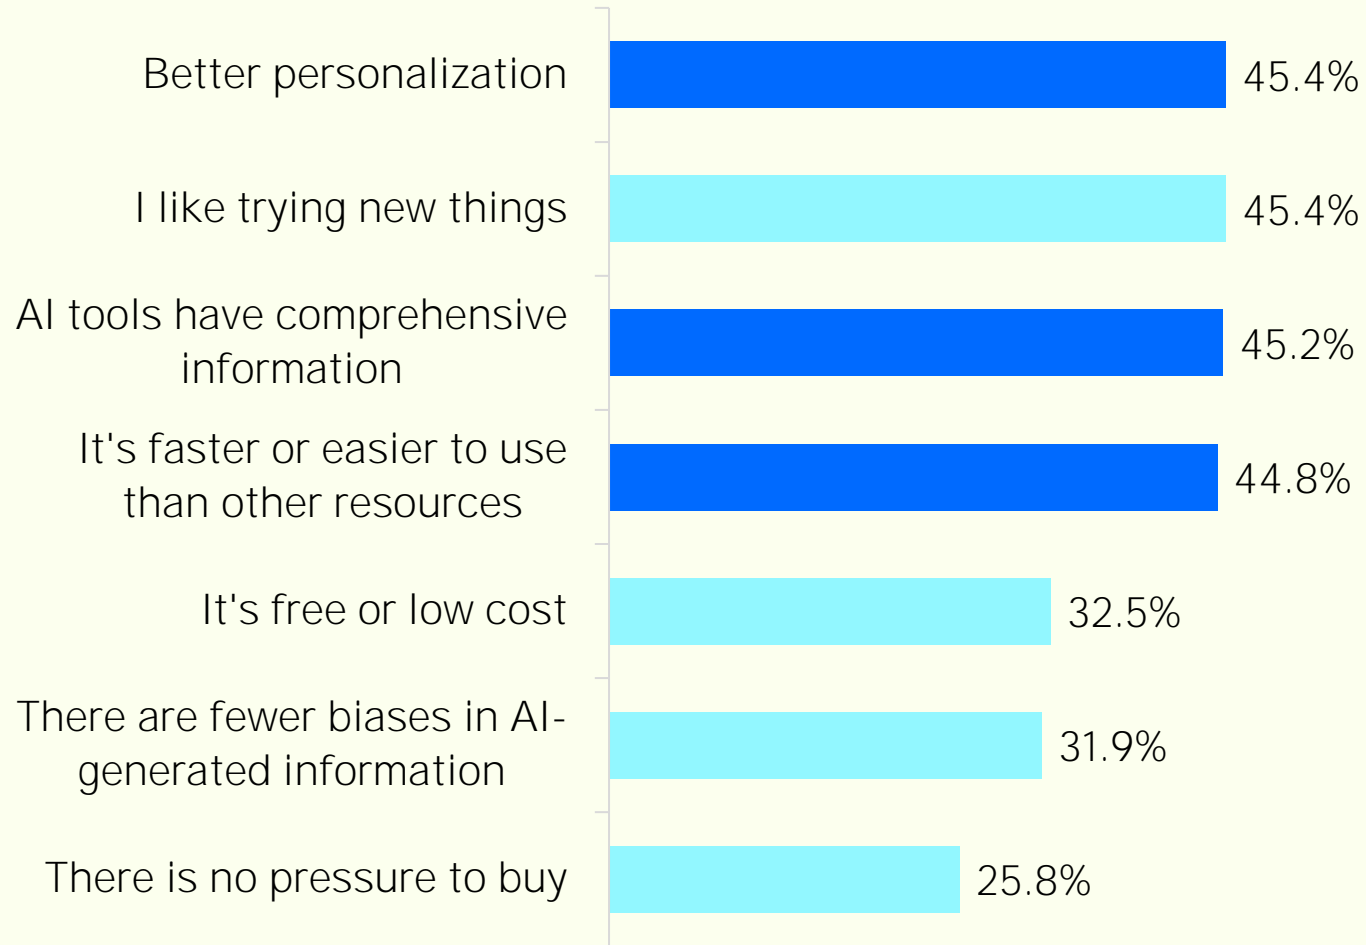 Better personalization
45.4%
I like trying new things
45.4%
AI tools have comprehensive
information
45.2%
It's faster or easier to use
than other resources
44.8%
It's free or low cost
32.5%
There are fewer biases in AI-
generated information
31.9%
There is no pressure to buy
25.8%